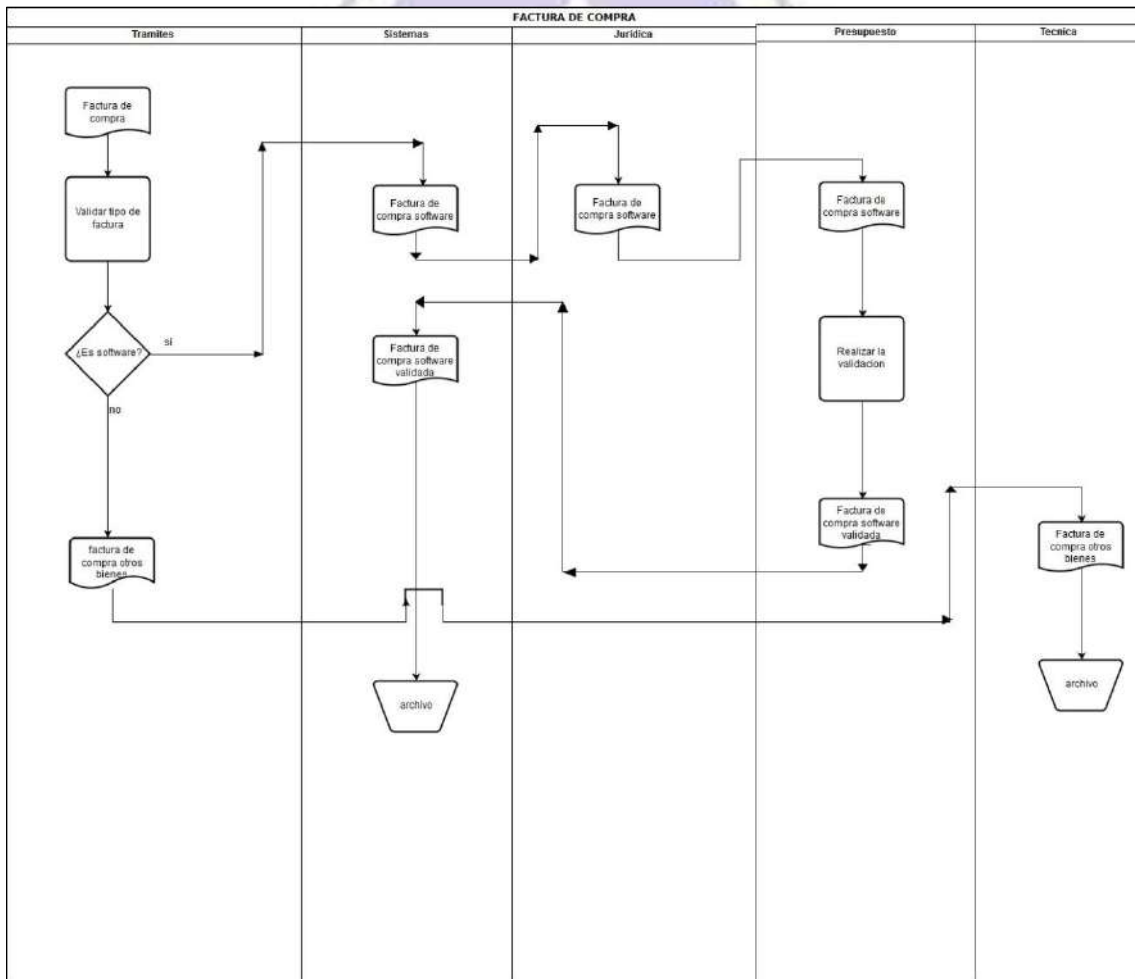 FACTURA DE COMPRA
Tramites
Sistemas
Juridica
Presupuesto
Tecnica
Factura de
compra
Validar tipo de
factura
¿Es software?
si
no
factura de
compra otros
bienes
Factura de
compra software
Factura de
compra software
validada
archivo
Factura de
compra software
Factura de
compra software
Realizar la
validacion
Factura de
compra software
validada
Factura de
compra otros
bienes
archivo